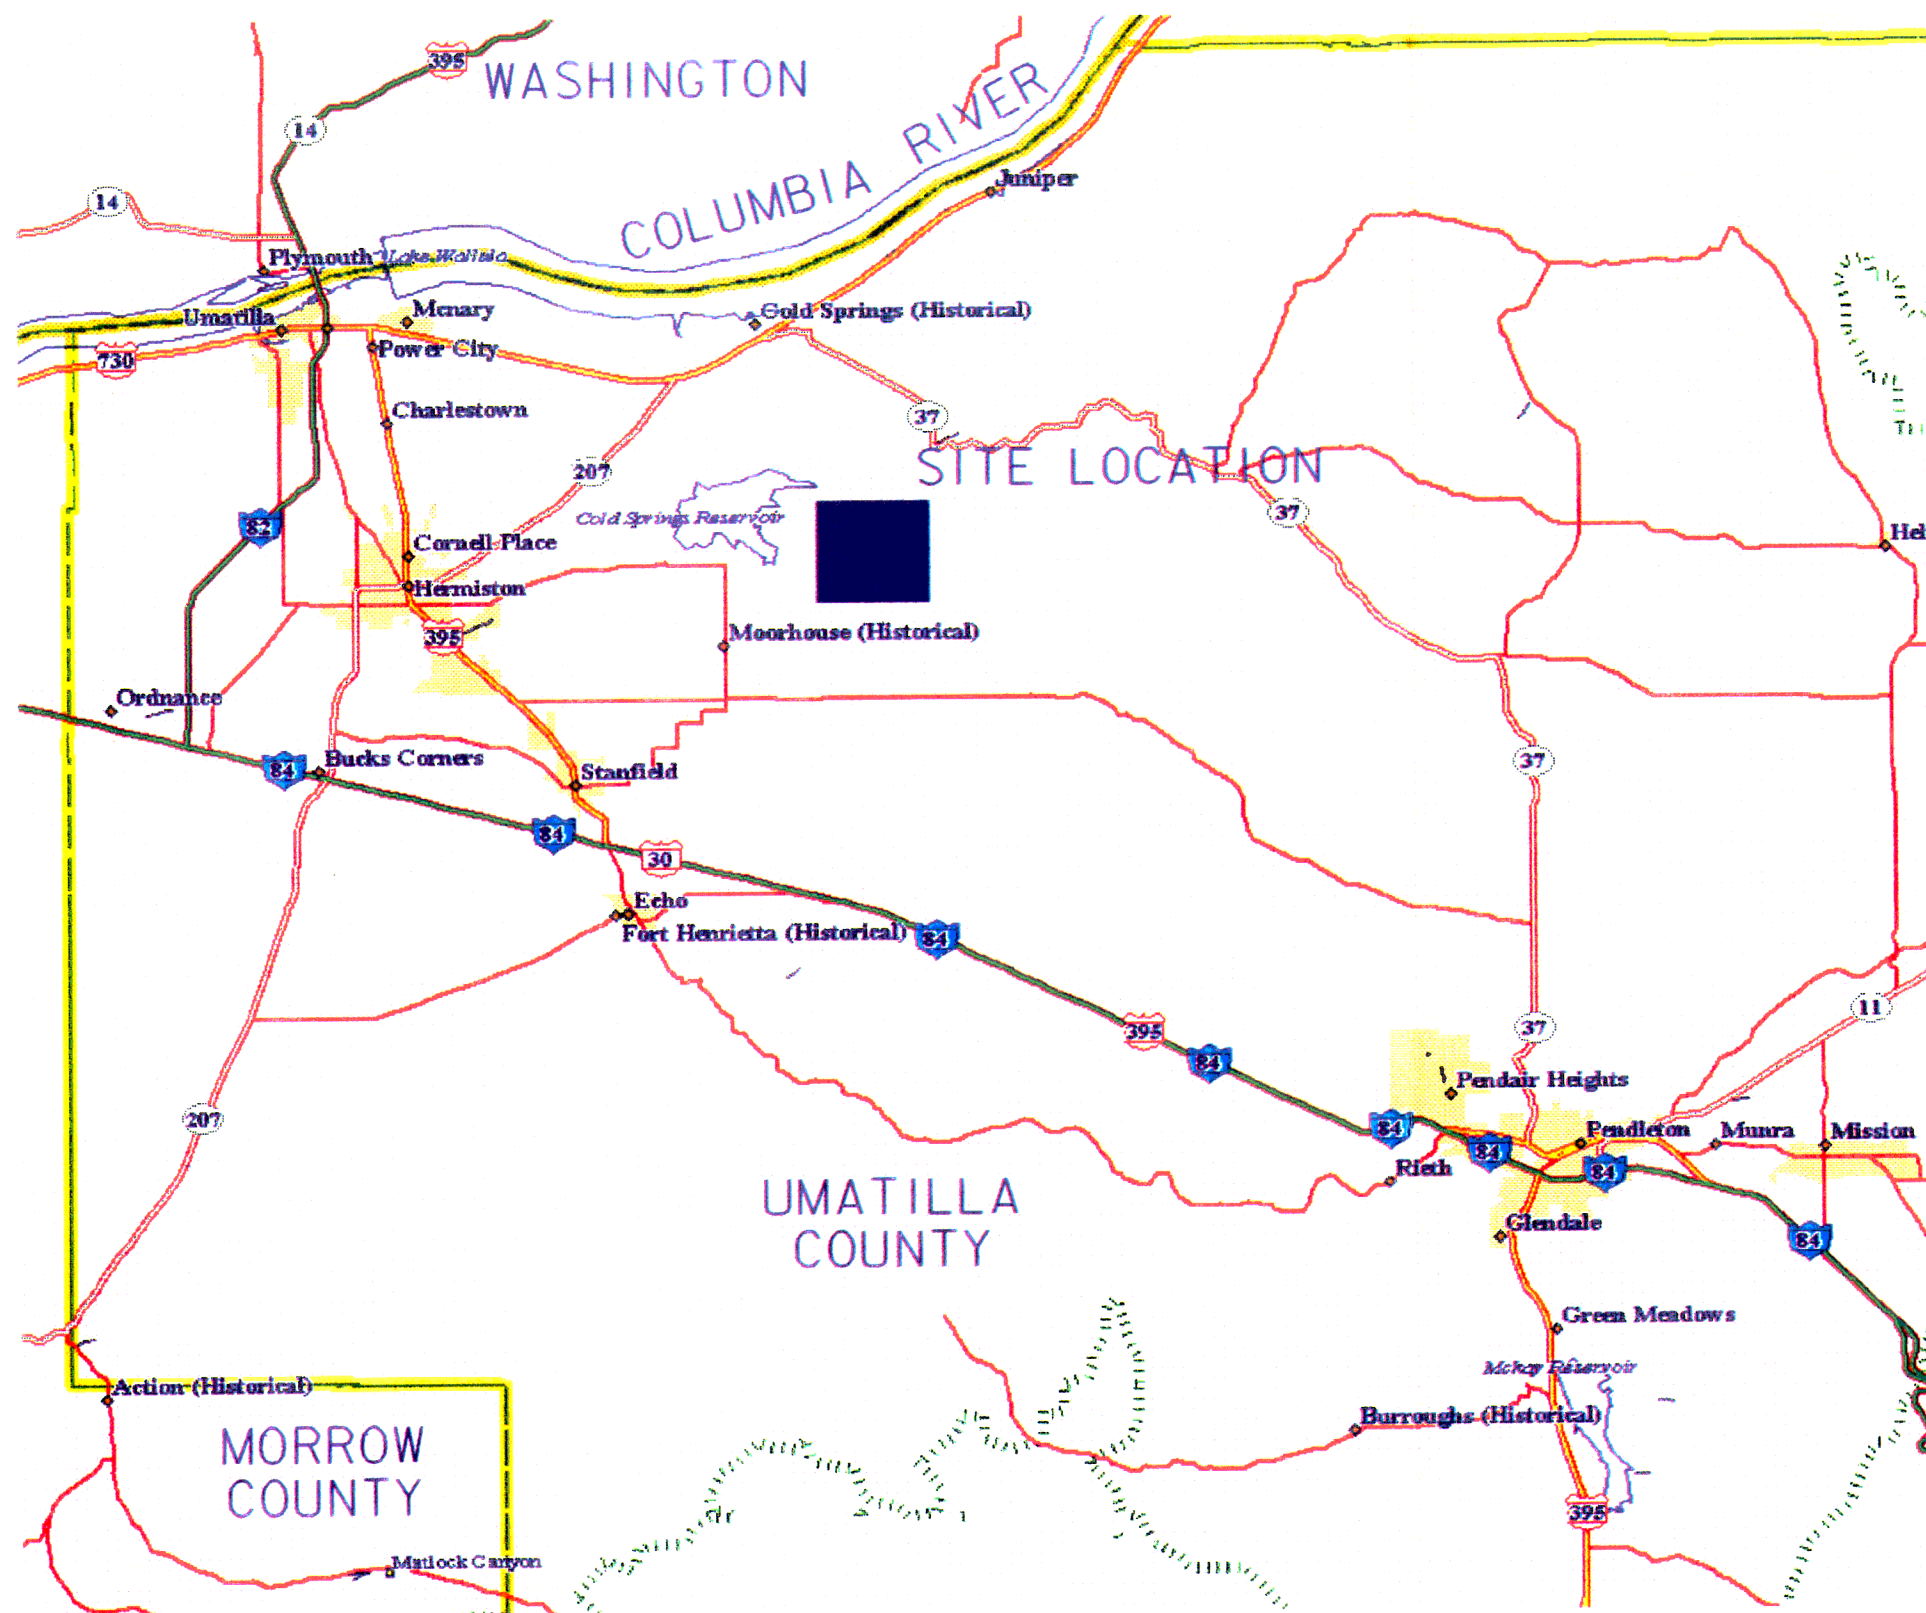 395
WASHINGTON
14
COLUMBIA RIVER
14
Juniper
Plymouth
Lake Wallula
Umatilla
Mcnary
Cold Springs (Historical)
730
Power City
Charlestown
37
207
SITE LOCATION
82
Cold Springs Reservoir
37
Cornell Place
Hel
Hermiston
395
Moorhouse (Historical)
Ordnance
84
Bucks Corners
Stanfield
37
84
30
Echo
Fort Henrietta (Historical)
84
11
395
37
84
Pendair Heights
207
84
Pendleton
Munra
Mission
84
84
Rieth
UMATILLA
COUNTY
Glendale
84
Green Meadows
Mckay Reservoir
Action (Historical)
Burroughs (Historical)
MORROW
COUNTY
395
Matlock Canyon